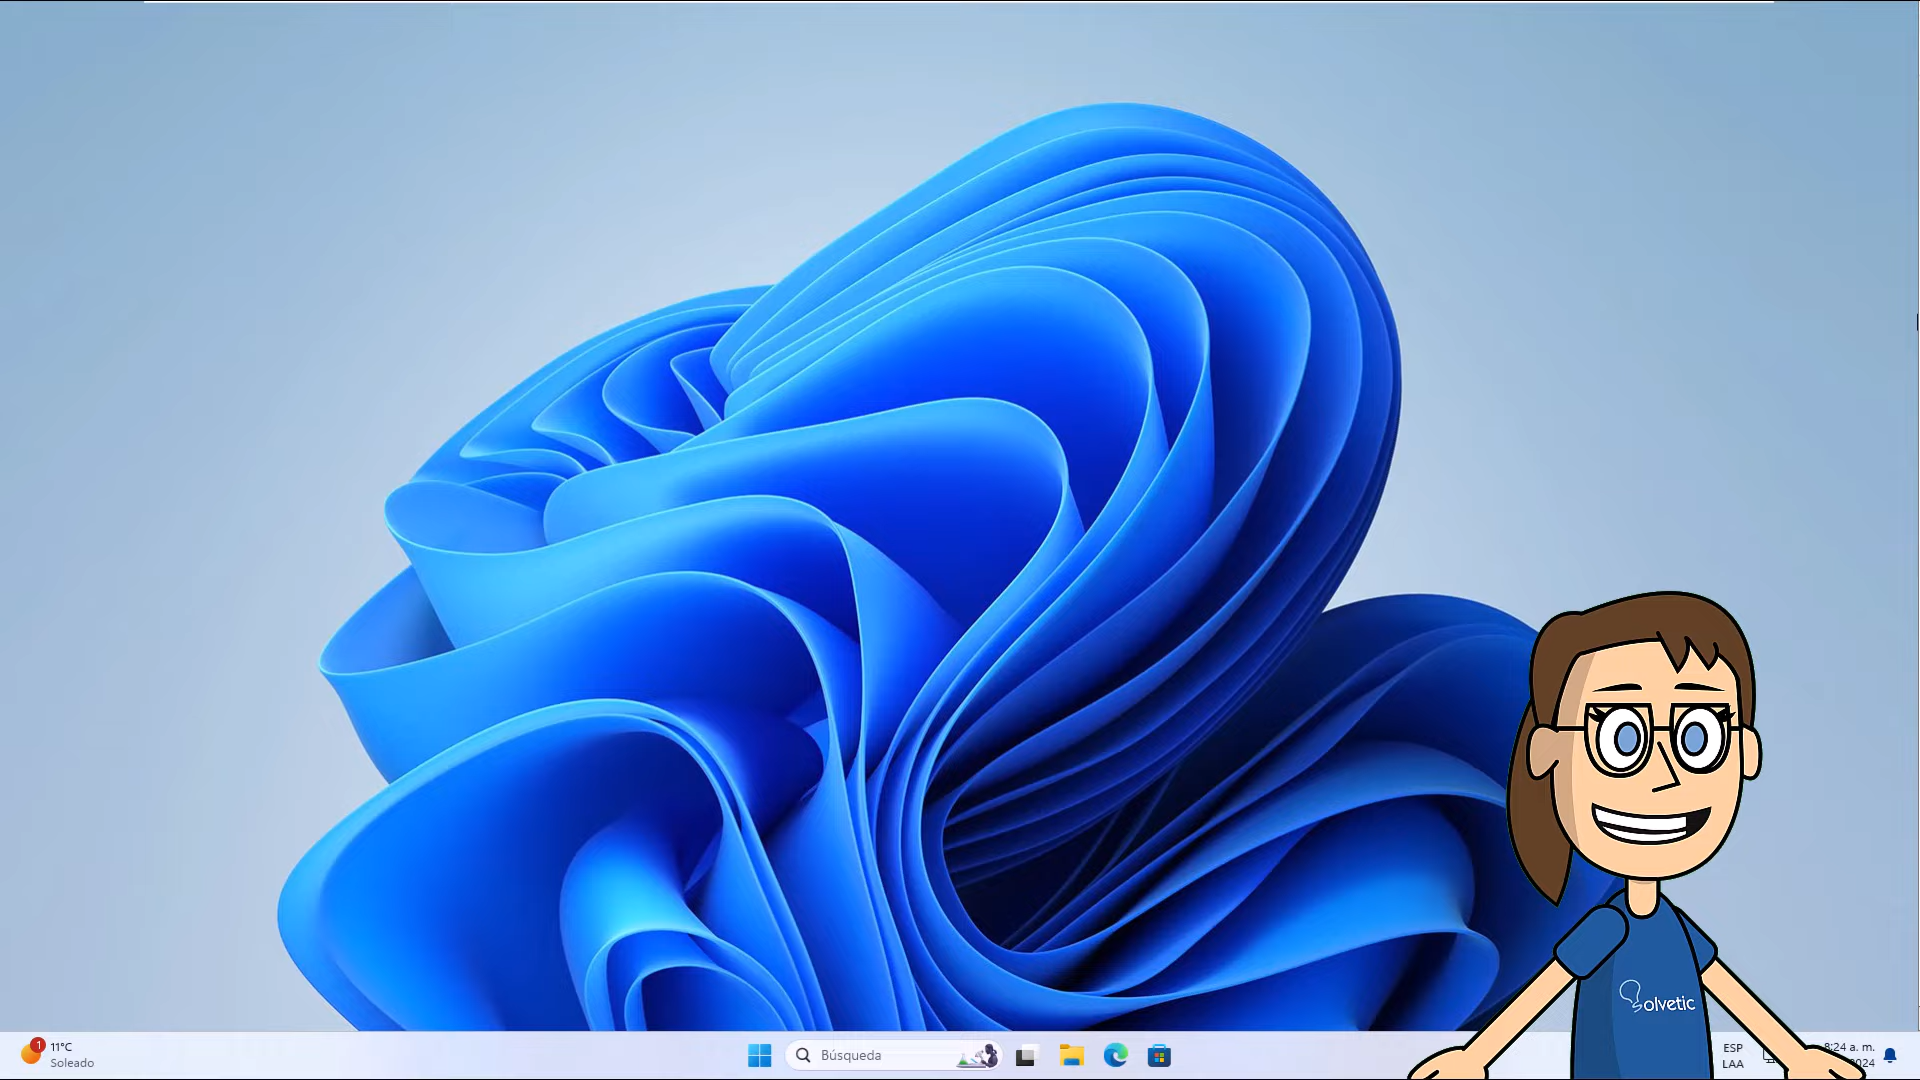 1
11°C
Soleado
Búsqueda
ESP
LAA
8:24 a. m.
olvetic